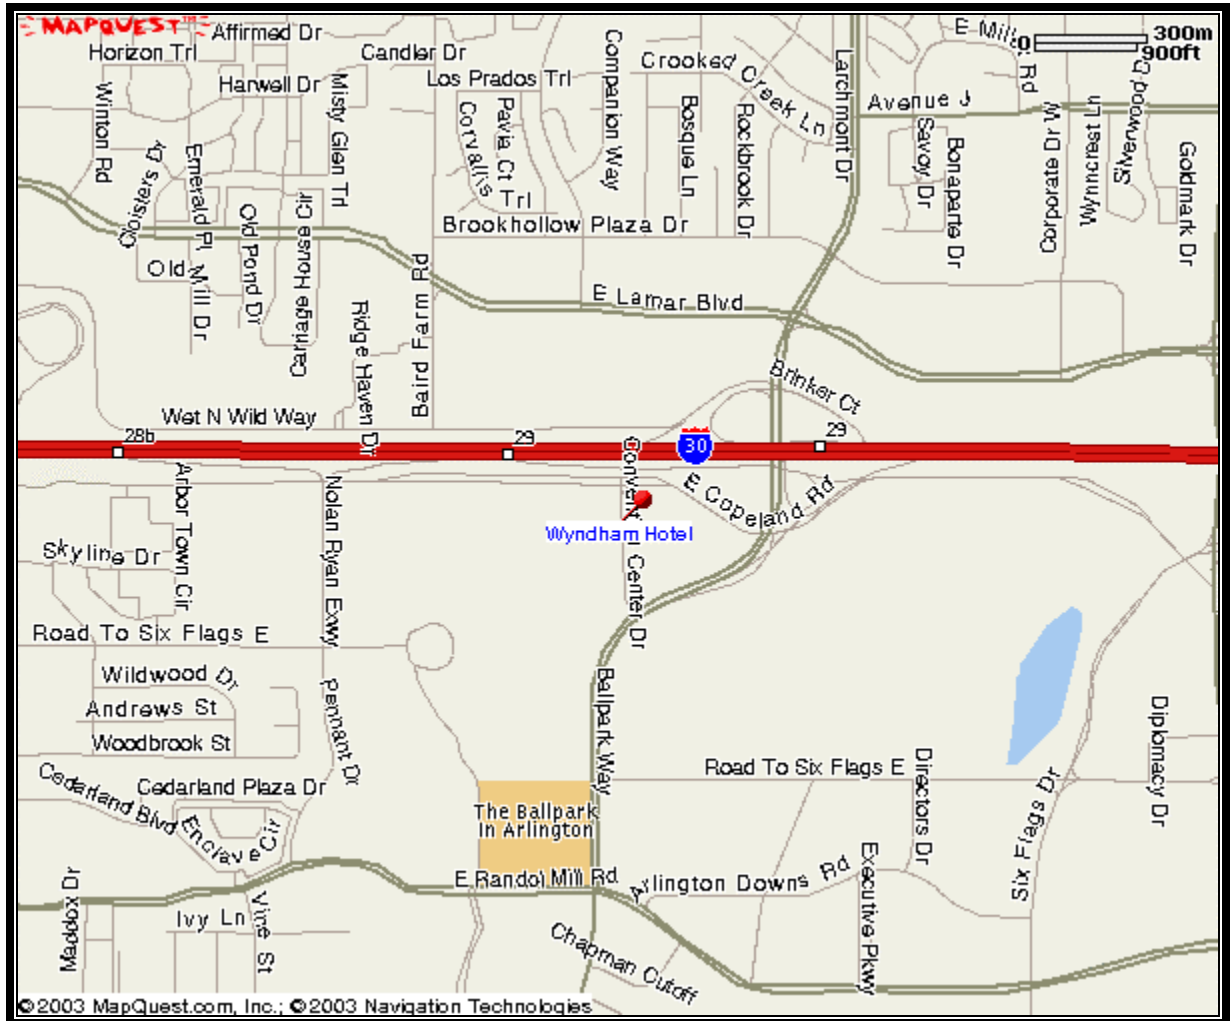 MAPQUEST
Affirmed Dr
Horizon Trl
Candler Dr
Harwell Dr
Los Prados Trl
Companion Way
Crooked Creek Ln
Larchmont Dr
0
300m
900ft
Avenue J
Winion Rd
Misty Glen Trl
Corvallis Trl
Pavia Ct
Bosque Ln
Rockbrook Dr
Savoy Dr
Bonaparte Dr
Corporate Dr W
Wynncrest Ln
Silverwood Dr
Goldmark Dr
Cloisters Dr
Emerald Pl
Old Pond Dr
Carriage House Cir
Brookhollow Plaza Dr
Old Mill Dr
Ridge Haven Dr
Baird Farm Rd
E Lamar Blvd
Brinker Ct
Wet N Wild Way
28b
29
30
29
Arbor Town Cir
Nolan Ryan Exwy
E Copeland Rd
Wyndham Hotel
Center Dr
Skyline Dr
Road To Six Flags E
Wildwood Dr
Andrews St
Woodbrook St
Pennant Dr
Ballpark Way
Cedarland Blvd
Cedarland Plaza Dr
Enclave Cir
The Ballpark
In Arlington
Road To Six Flags E
Directors Dr
Six Flags Dr
Diplomacy Dr
E Randol Mill Rd
Arlington Downs Rd
Executive Pkwy
Maddox Dr
Ivy Ln
Vine St
Chapman Cutoff
©2003 MapQuest.com, Inc.; ©2003 Navigation Technologies